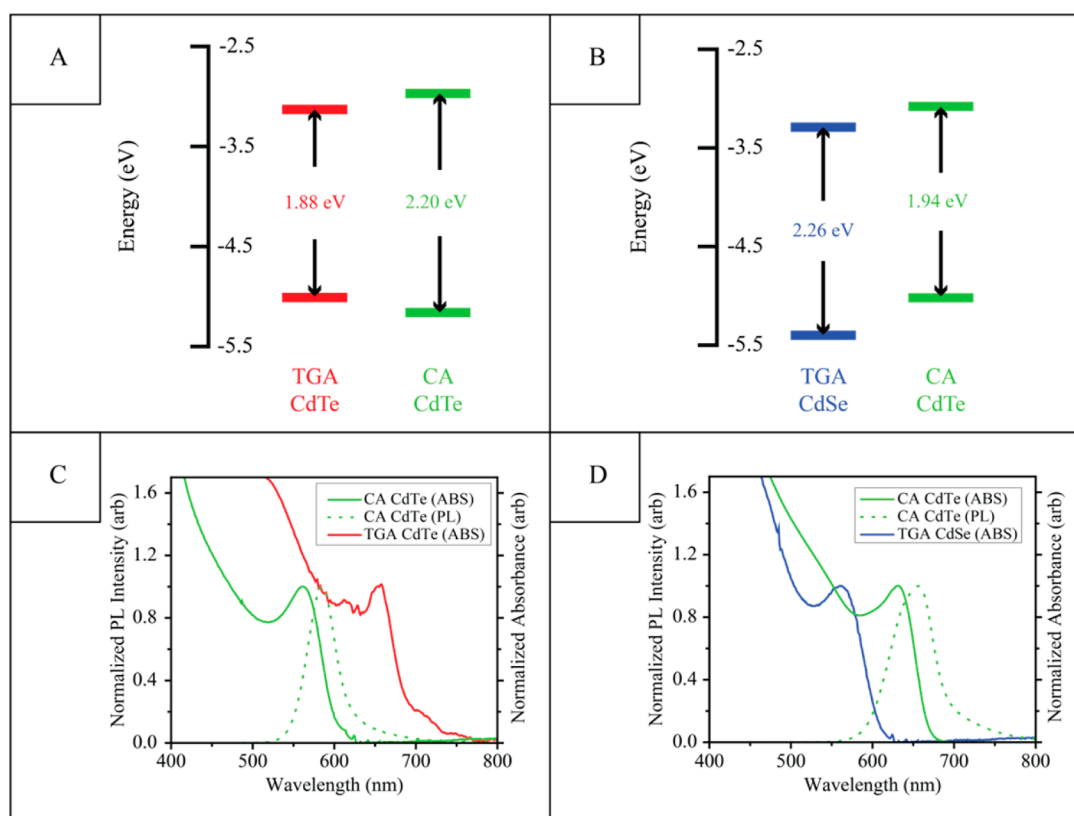 A
-2.5
-3.5
-4.5
-5.5
Energy (eV)
1.88 eV
2.20 eV
TGA
CdTe
CA
CdTe
B
-2.5
-3.5
-4.5
-5.5
Energy (eV)
2.26 eV
1.94 eV
TGA
CdSe
CA
CdTe
C
Normalized PL Intensity (arb)
1.6
1.2
0.8
0.4
0.0
CA CdTe (ABS)
CA CdTe (PL)
TGA CdTe (ABS)
Normalized Absorbance (arb)
400 500 600 700 800
Wavelength (nm)
D
Normalized PL Intensity (arb)
1.6
1.2
0.8
0.4
0.0
CA CdTe (ABS)
CA CdTe (PL)
TGA CdSe (ABS)
Normalized Absorbance (arb)
400 500 600 700 800
Wavelength (nm)